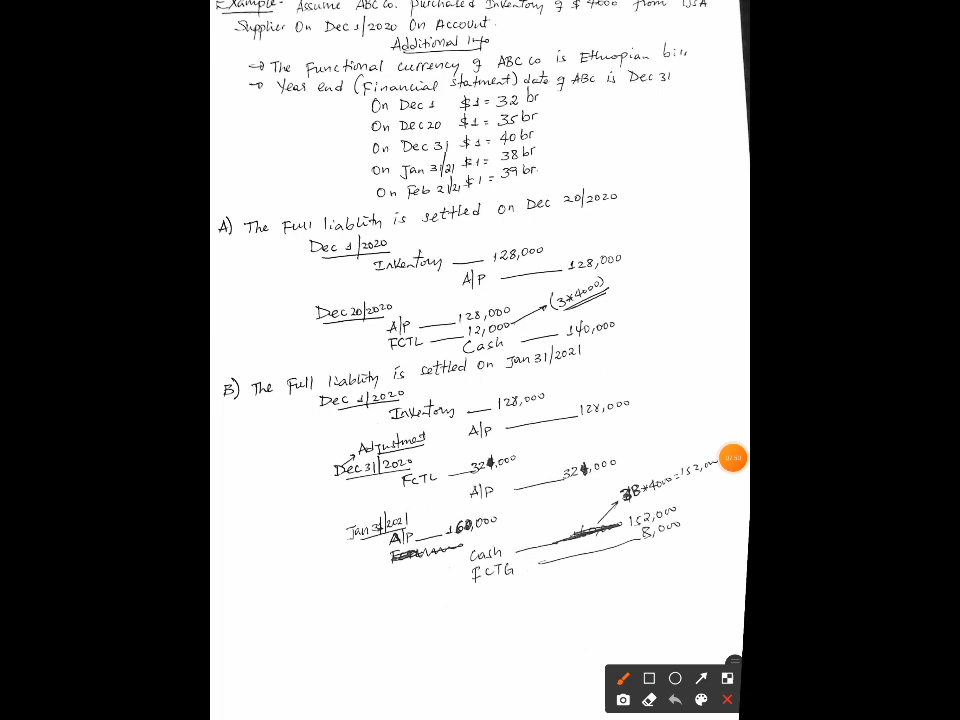 Example- Assume ABC Co. purchased Inventory of $ 4000 from USA
Supplier On Dec 1/2020 On Account.
Additional Info
→ The Functional currency of ABC Co is Ethiopian birr
→ Year end (Financial statment) date of ABC is Dec 31
On Dec 1 $1 = 32 br
On Dec 20 $1 = 35 br
On Dec 31 $1 = 40 br
On Jan 31/21 $1 = 38 br
On Feb 21/21 $1 = 39 br.
A) The Full liablity is settled on Dec 20/2020
Dec 1/2020
Inventory 128,000
A/P 128,000
Dec 20/2020
A/P 128,000 (3*4000)
FCTL 12,000
Cash 140,000
B) The Full liablity is settled On Jan 31/2021
Dec 1/2020
Inventory 128,000
A/P 128,000
Adjustment
Dec 31/2020
FCTL 32,000
A/P 32,000
38*4000=152,000
Jan 31/2021
A/P 160,000
Cash 152,000
FCTG 8,000